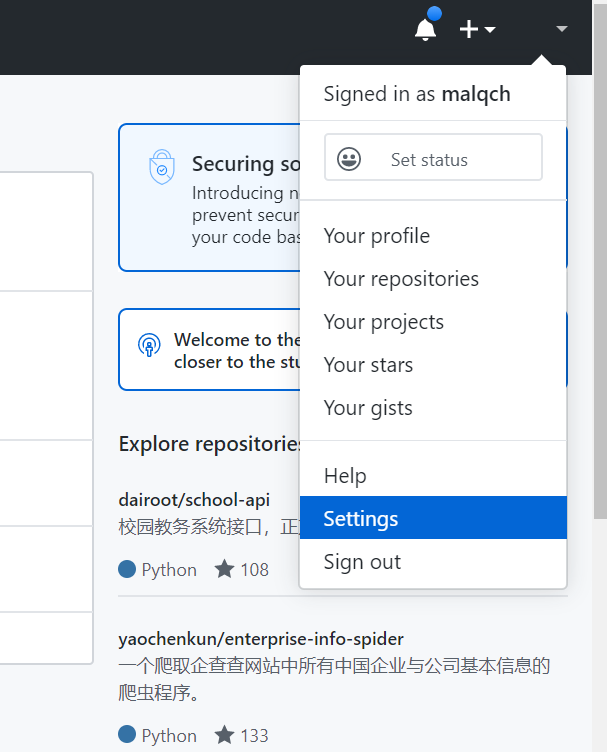 Signed in as malqch
Set status
Your profile
Your repositories
Your projects
Your stars
Your gists
Help
Settings
Sign out
Securing so
Introducing n
prevent secur
your code bas
Welcome to the
closer to the stu
Explore repositories
dairoot/school-api
校园教务系统接口，正
Python 108
yaochenkun/enterprise-info-spider
一个爬取企查查网站中所有中国企业与公司基本信息的
爬虫程序。
Python 133